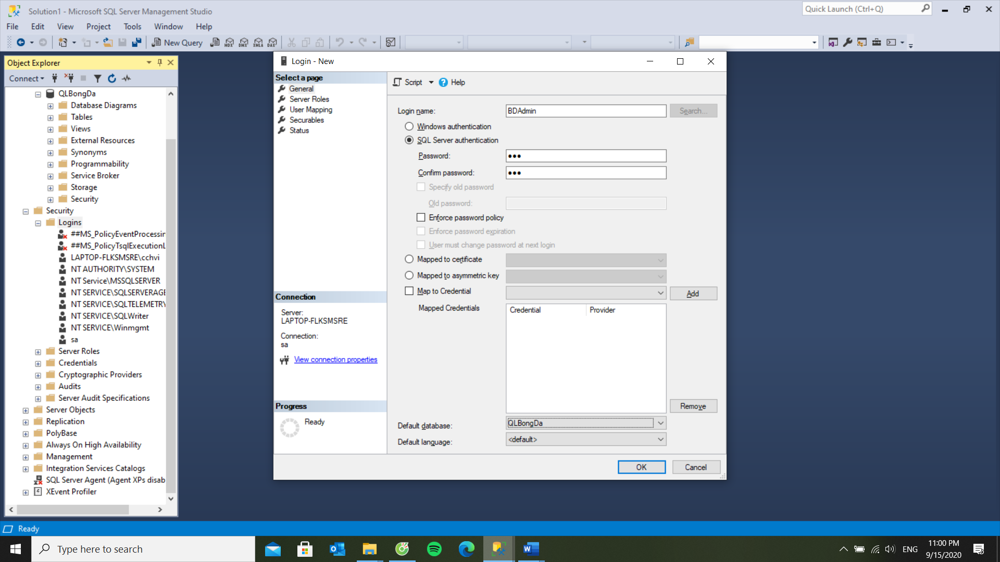 Solution1 - Microsoft SQL Server Management Studio
Quick Launch (Ctrl+Q)
File Edit View Project Tools Window Help
New Query MDX DMX XMLA DAX
Object Explorer
Connect
QLBongDa
Database Diagrams
Tables
Views
External Resources
Synonyms
Programmability
Service Broker
Storage
Security
Security
Logins
##MS_PolicyEventProcessin
##MS_PolicyTsqlExecutionL
LAPTOP-FLKSMSRE\cchvi
NT AUTHORITY\SYSTEM
NT Service\MSSQLSERVER
NT SERVICE\SQLSERVERAGE
NT SERVICE\SQLTELEMETRY
NT SERVICE\SQLWriter
NT SERVICE\Winmgmt
sa
Server Roles
Credentials
Cryptographic Providers
Audits
Server Audit Specifications
Server Objects
Replication
PolyBase
Always On High Availability
Management
Integration Services Catalogs
SQL Server Agent (Agent XPs disab
XEvent Profiler
Login - New
Select a page
General
Server Roles
User Mapping
Securables
Status
Connection
Server:
LAPTOP-FLKSMSRE
Connection:
sa
View connection properties
Progress
Ready
Script Help
Login name: BDAdmin Search...
Windows authentication
SQL Server authentication
Password: ●●●
Confirm password: ●●●
Specify old password
Old password:
Enforce password policy
Enforce password expiration
User must change password at next login
Mapped to certificate
Mapped to asymmetric key
Map to Credential Add
Mapped Credentials Credential Provider
Remove
Default database: QLBongDa
Default language: <default>
OK Cancel
Ready
Type here to search
ENG
11:00 PM
9/15/2020